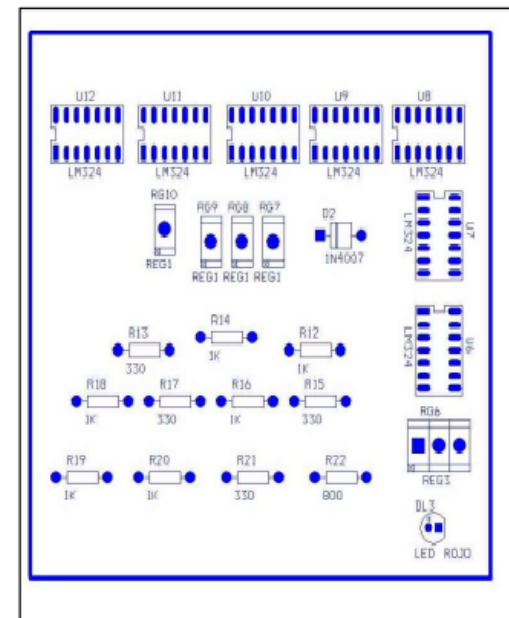 U12 U11 U10 U9 U8
LM324 LM324 LM324 LM324 LM324
RG10 RG9 RG8 RG7 D2
REG1 REG1 REG1 REG1 1N4007
U7
LM324
R14
R13 R12
1K
330 1K
U6
LM324
R18 R17 R16 R15
1K 330 1K 330
RG6
REG3
R19 R20 R21 R22
1K 1K 330 800
DL3
LED ROJO